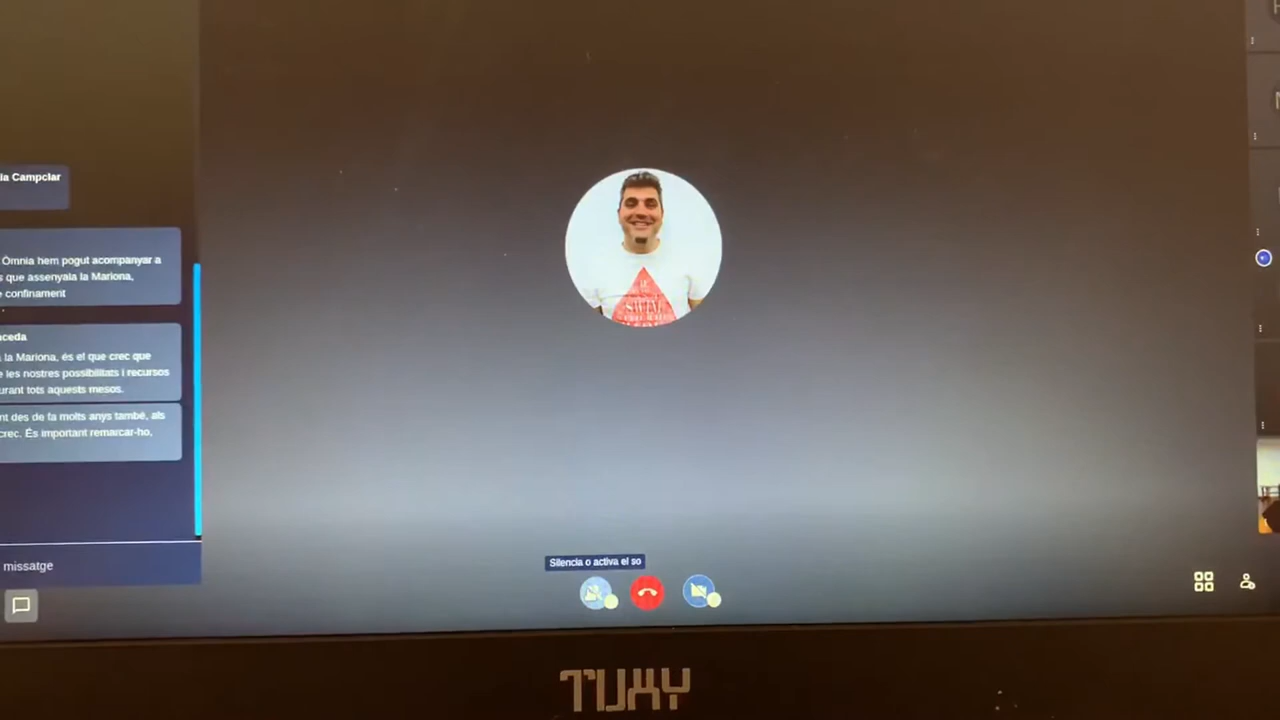 ia Campclar
Òmnia hem pogut acompanyar a
s que assenyala la Mariona,
e confinament
ceda
la Mariona, és el que crec que
e les nostres possibilitats i recursos
urant tots aquests mesos.
nt des de fa molts anys també, als
crec. És important remarcar-ho,
missatge
Silencia o activa el so
TUXY